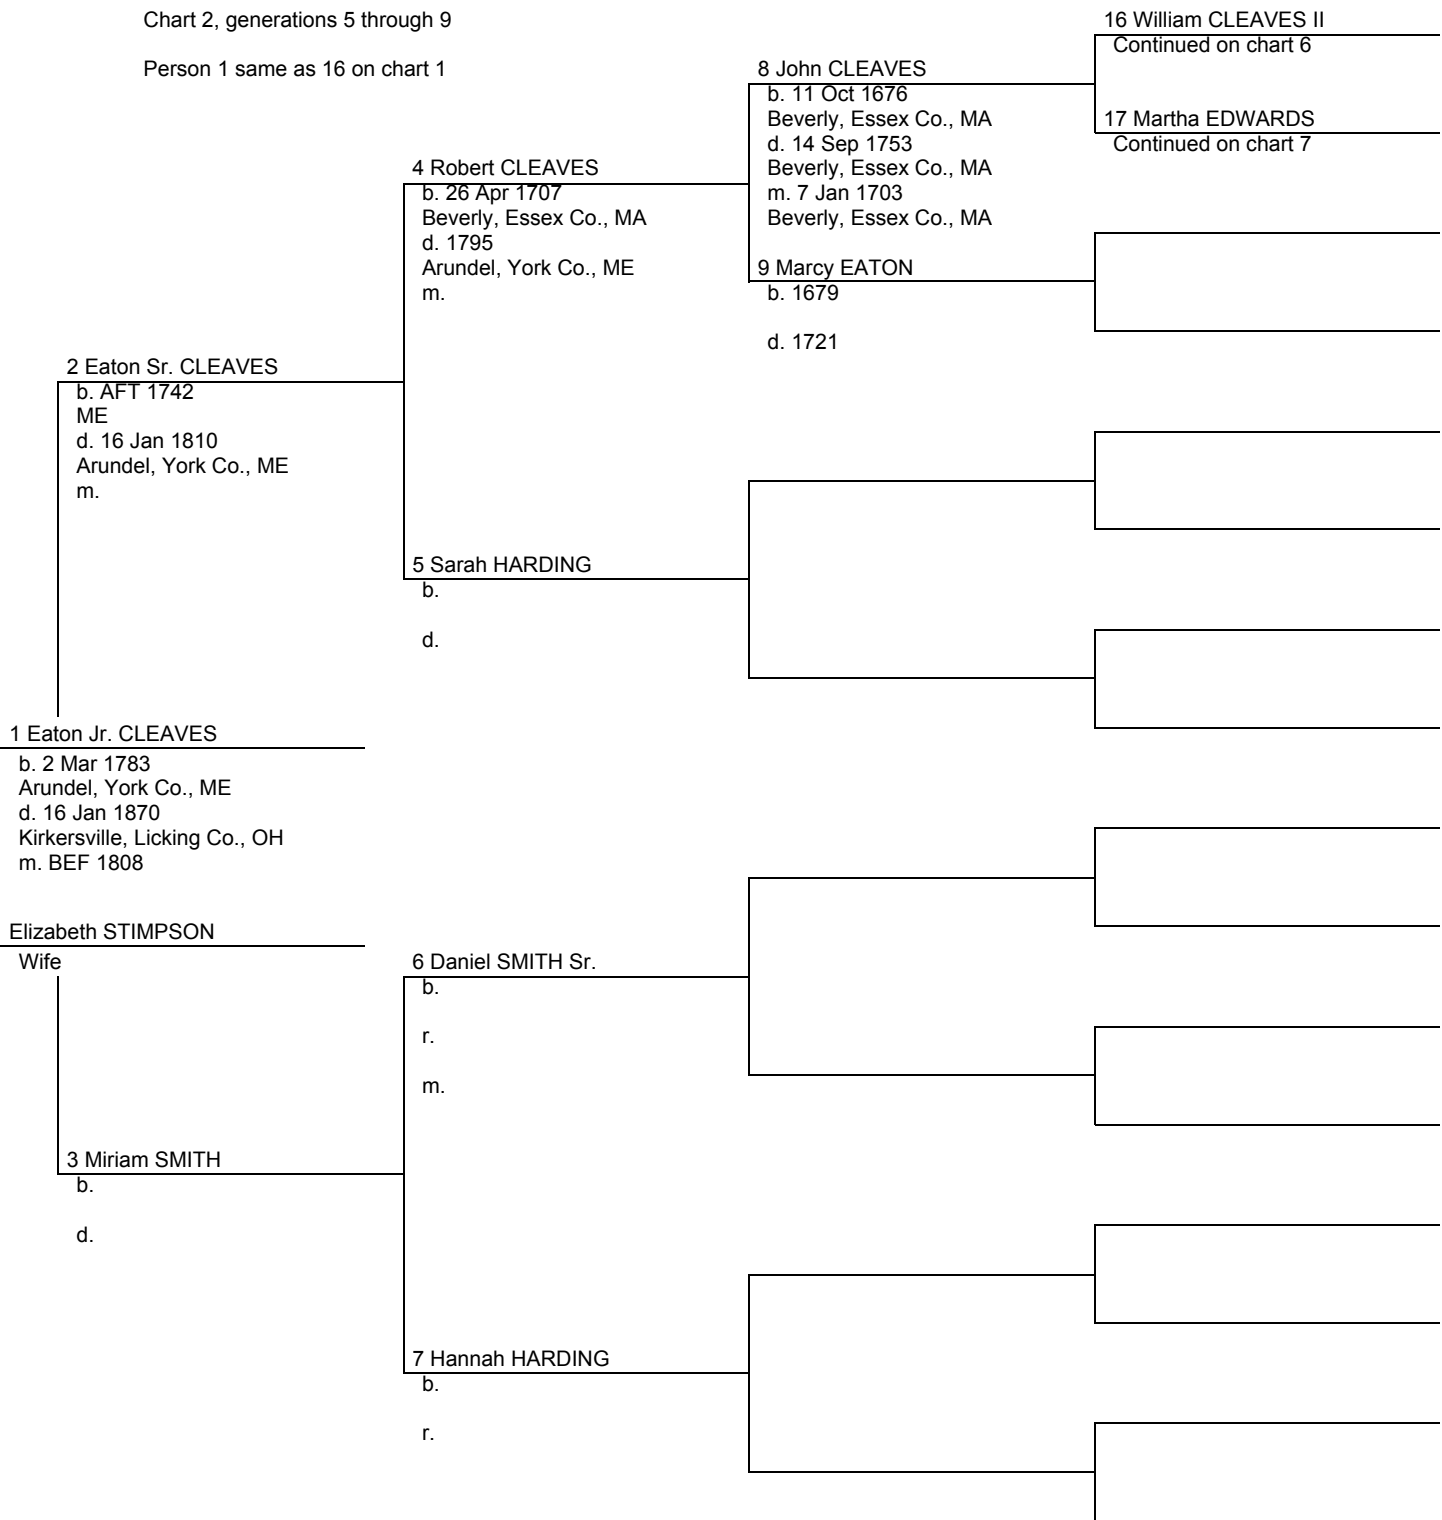 Chart 2, generations 5 through 9
Person 1 same as 16 on chart 1
16 William CLEAVES II
Continued on chart 6
8 John CLEAVES
b. 11 Oct 1676
Beverly, Essex Co., MA
d. 14 Sep 1753
Beverly, Essex Co., MA
m. 7 Jan 1703
Beverly, Essex Co., MA
17 Martha EDWARDS
Continued on chart 7
4 Robert CLEAVES
b. 26 Apr 1707
Beverly, Essex Co., MA
d. 1795
Arundel, York Co., ME
m.
9 Marcy EATON
b. 1679
d. 1721
2 Eaton Sr. CLEAVES
b. AFT 1742
ME
d. 16 Jan 1810
Arundel, York Co., ME
m.
5 Sarah HARDING
b.
d.
1 Eaton Jr. CLEAVES
b. 2 Mar 1783
Arundel, York Co., ME
d. 16 Jan 1870
Kirkersville, Licking Co., OH
m. BEF 1808
Elizabeth STIMPSON
Wife
6 Daniel SMITH Sr.
b.
r.
m.
3 Miriam SMITH
b.
d.
7 Hannah HARDING
b.
r.